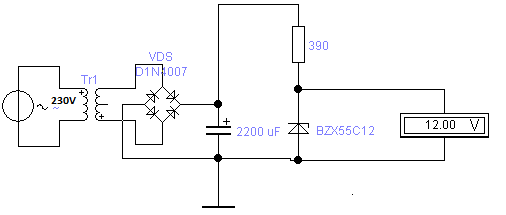 VDS
D1N4007
Tr1
390
230V
2200 uF
BZX55C12
12.00 V